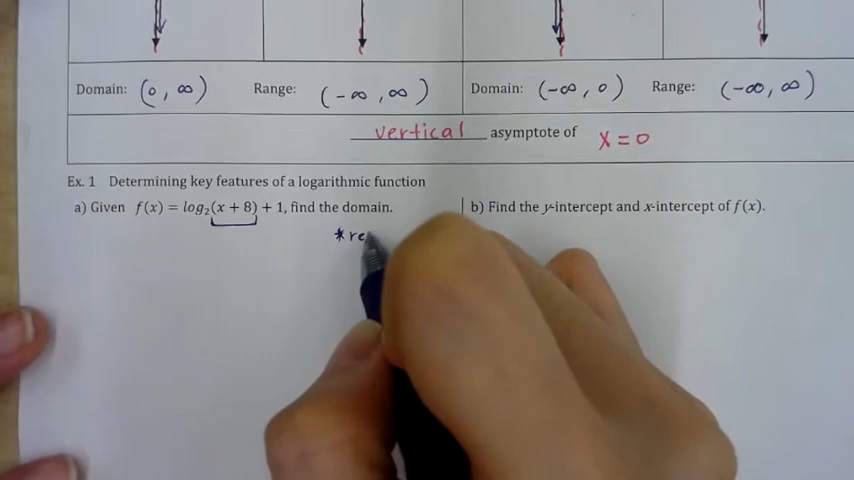 Domain: (0, ∞) Range: (-∞, ∞) Domain: (-∞, 0) Range: (-∞, ∞)
vertical asymptote of x = 0
Ex. 1 Determining key features of a logarithmic function
a) Given f(x) = log₂(x + 8) + 1, find the domain. b) Find the y-intercept and x-intercept of f(x).
* re